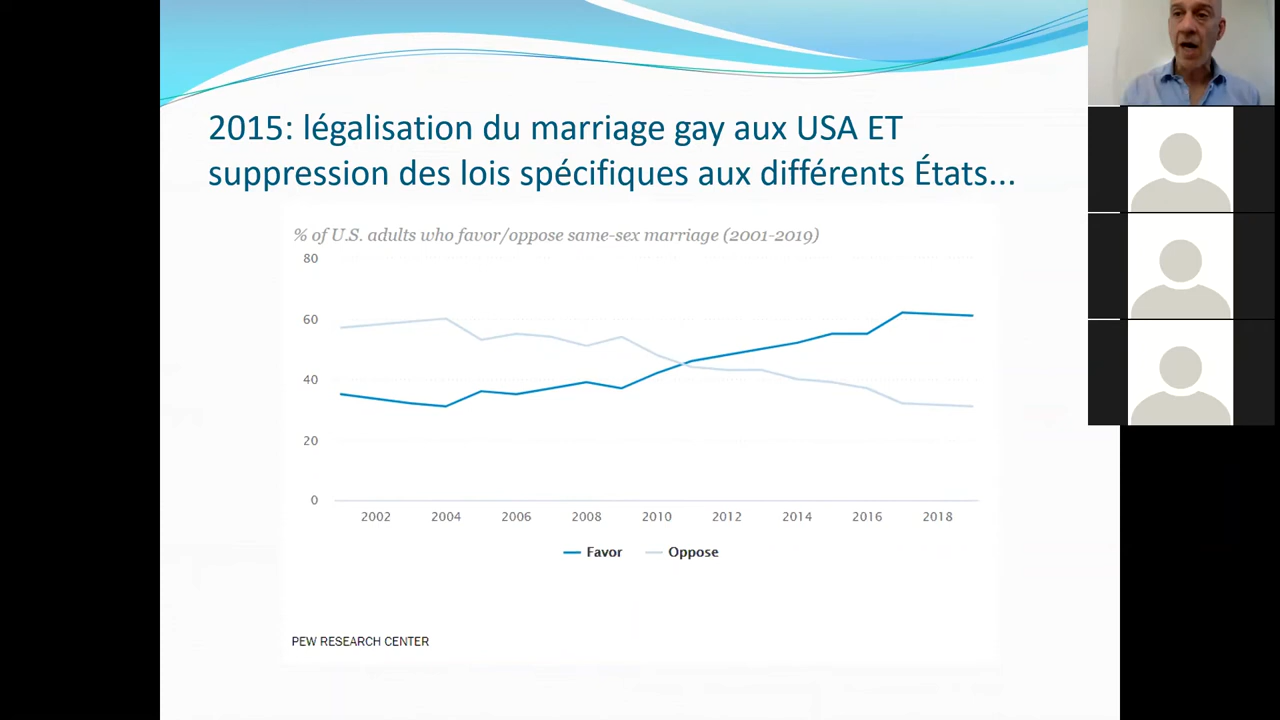 2015: légalisation du marriage gay aux USA ET
suppression des lois spécifiques aux différents États...
% of U.S. adults who favor/oppose same-sex marriage (2001-2019)
80
60
40
20
0
2002 2004 2006 2008 2010 2012 2014 2016 2018
Favor Oppose
PEW RESEARCH CENTER